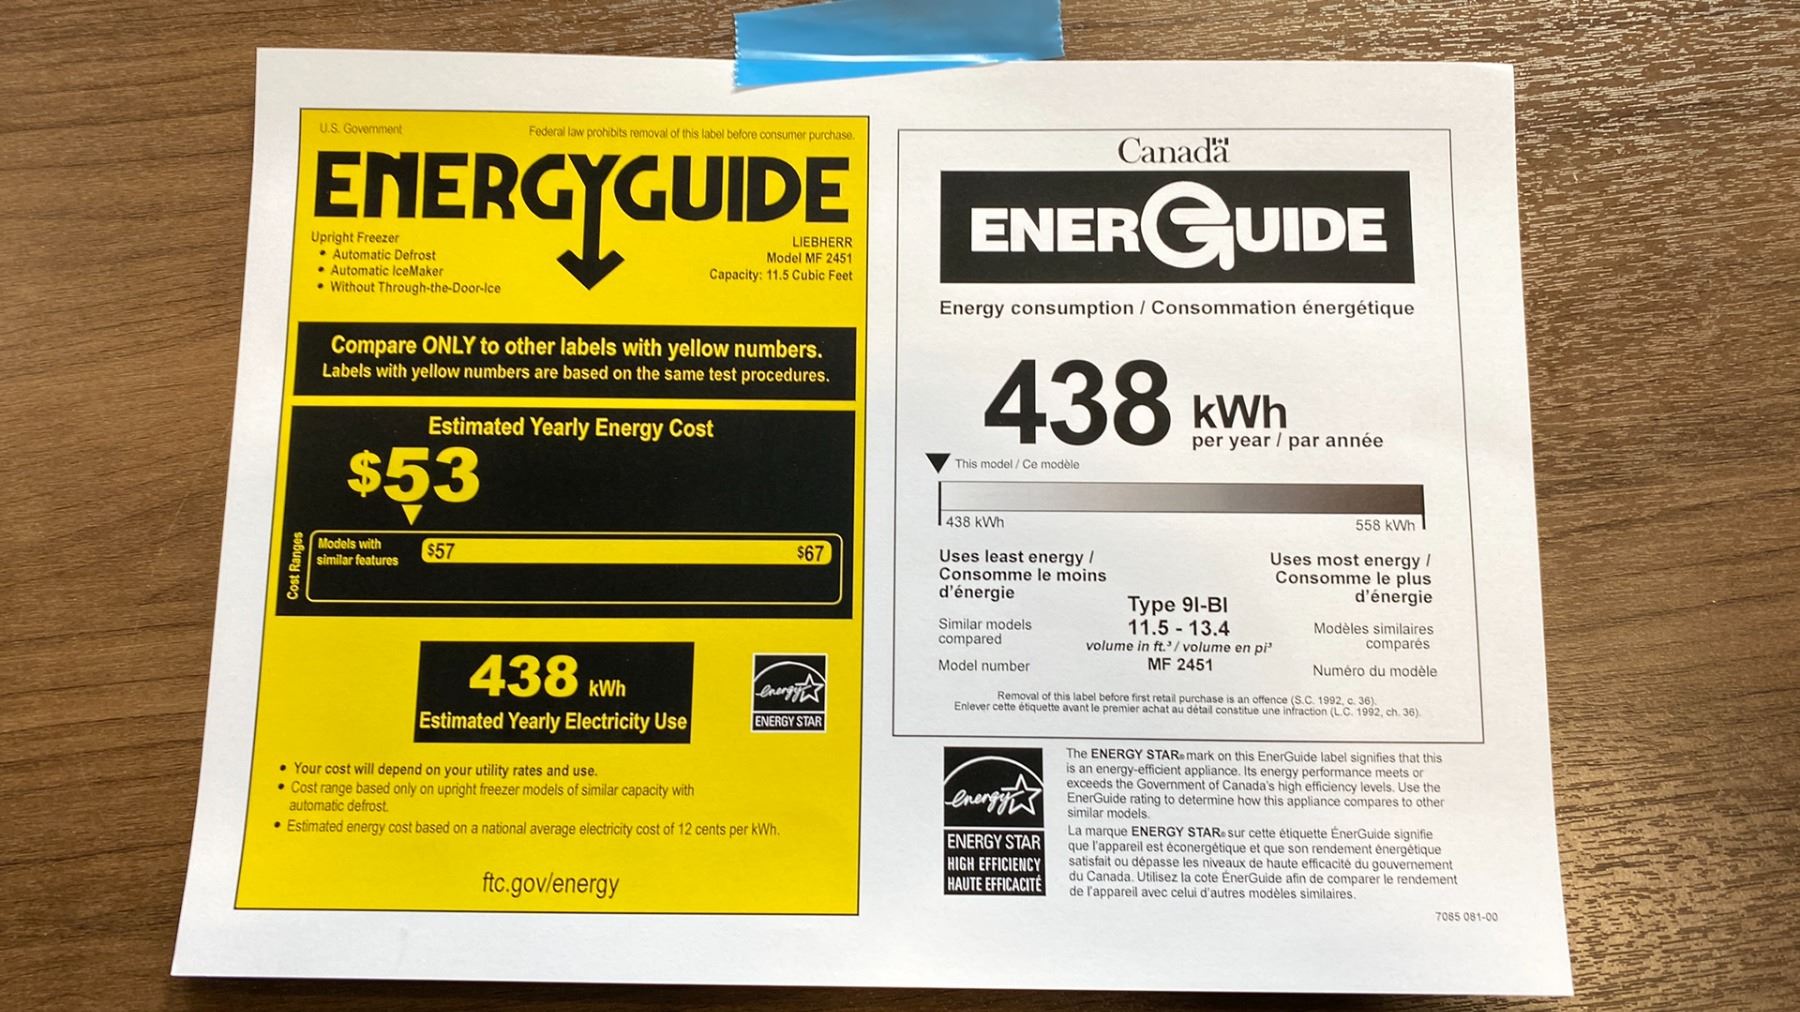 U.S. Government
Federal law prohibits removal of this label before consumer purchase.
ENERGYGUIDE
Upright Freezer
• Automatic Defrost
• Automatic IceMaker
• Without Through-the-Door-Ice
LIEBHERR
Model MF 2451
Capacity: 11.5 Cubic Feet
Compare ONLY to other labels with yellow numbers.
Labels with yellow numbers are based on the same test procedures.
Estimated Yearly Energy Cost
$53
Cost Ranges
Models with
similar features
$57
$67
438 kWh
Estimated Yearly Electricity Use
energy
ENERGY STAR
• Your cost will depend on your utility rates and use.
• Cost range based only on upright freezer models of similar capacity with
automatic defrost.
• Estimated energy cost based on a national average electricity cost of 12 cents per kWh.
ftc.gov/energy
Canada
ENERGUIDE
Energy consumption / Consommation énergétique
438 kWh
per year / par année
This model / Ce modèle
438 kWh
558 kWh
Uses least energy /
Consomme le moins
d'énergie
Uses most energy /
Consomme le plus
d'énergie
Similar models
compared
Type 9I-BI
11.5 - 13.4
volume in ft.³ / volume en pi³
Modèles similaires
comparés
Model number
MF 2451
Numéro du modèle
Removal of this label before first retail purchase is an offence (S.C. 1992, c. 36).
Enlever cette étiquette avant le premier achat au détail constitue une infraction (L.C. 1992, ch. 36).
energy
ENERGY STAR
HIGH EFFICIENCY
HAUTE EFFICACITÉ
The ENERGY STAR® mark on this EnerGuide label signifies that this
is an energy-efficient appliance. Its energy performance meets or
exceeds the Government of Canada's high efficiency levels. Use the
EnerGuide rating to determine how this appliance compares to other
similar models.
La marque ENERGY STAR® sur cette étiquette ÉnerGuide signifie
que l'appareil est éconergétique et que son rendement énergétique
satisfait ou dépasse les niveaux de haute efficacité du gouvernement
du Canada. Utilisez la cote ÉnerGuide afin de comparer le rendement
de l'appareil avec celui d'autres modèles similaires.
7085 081-00